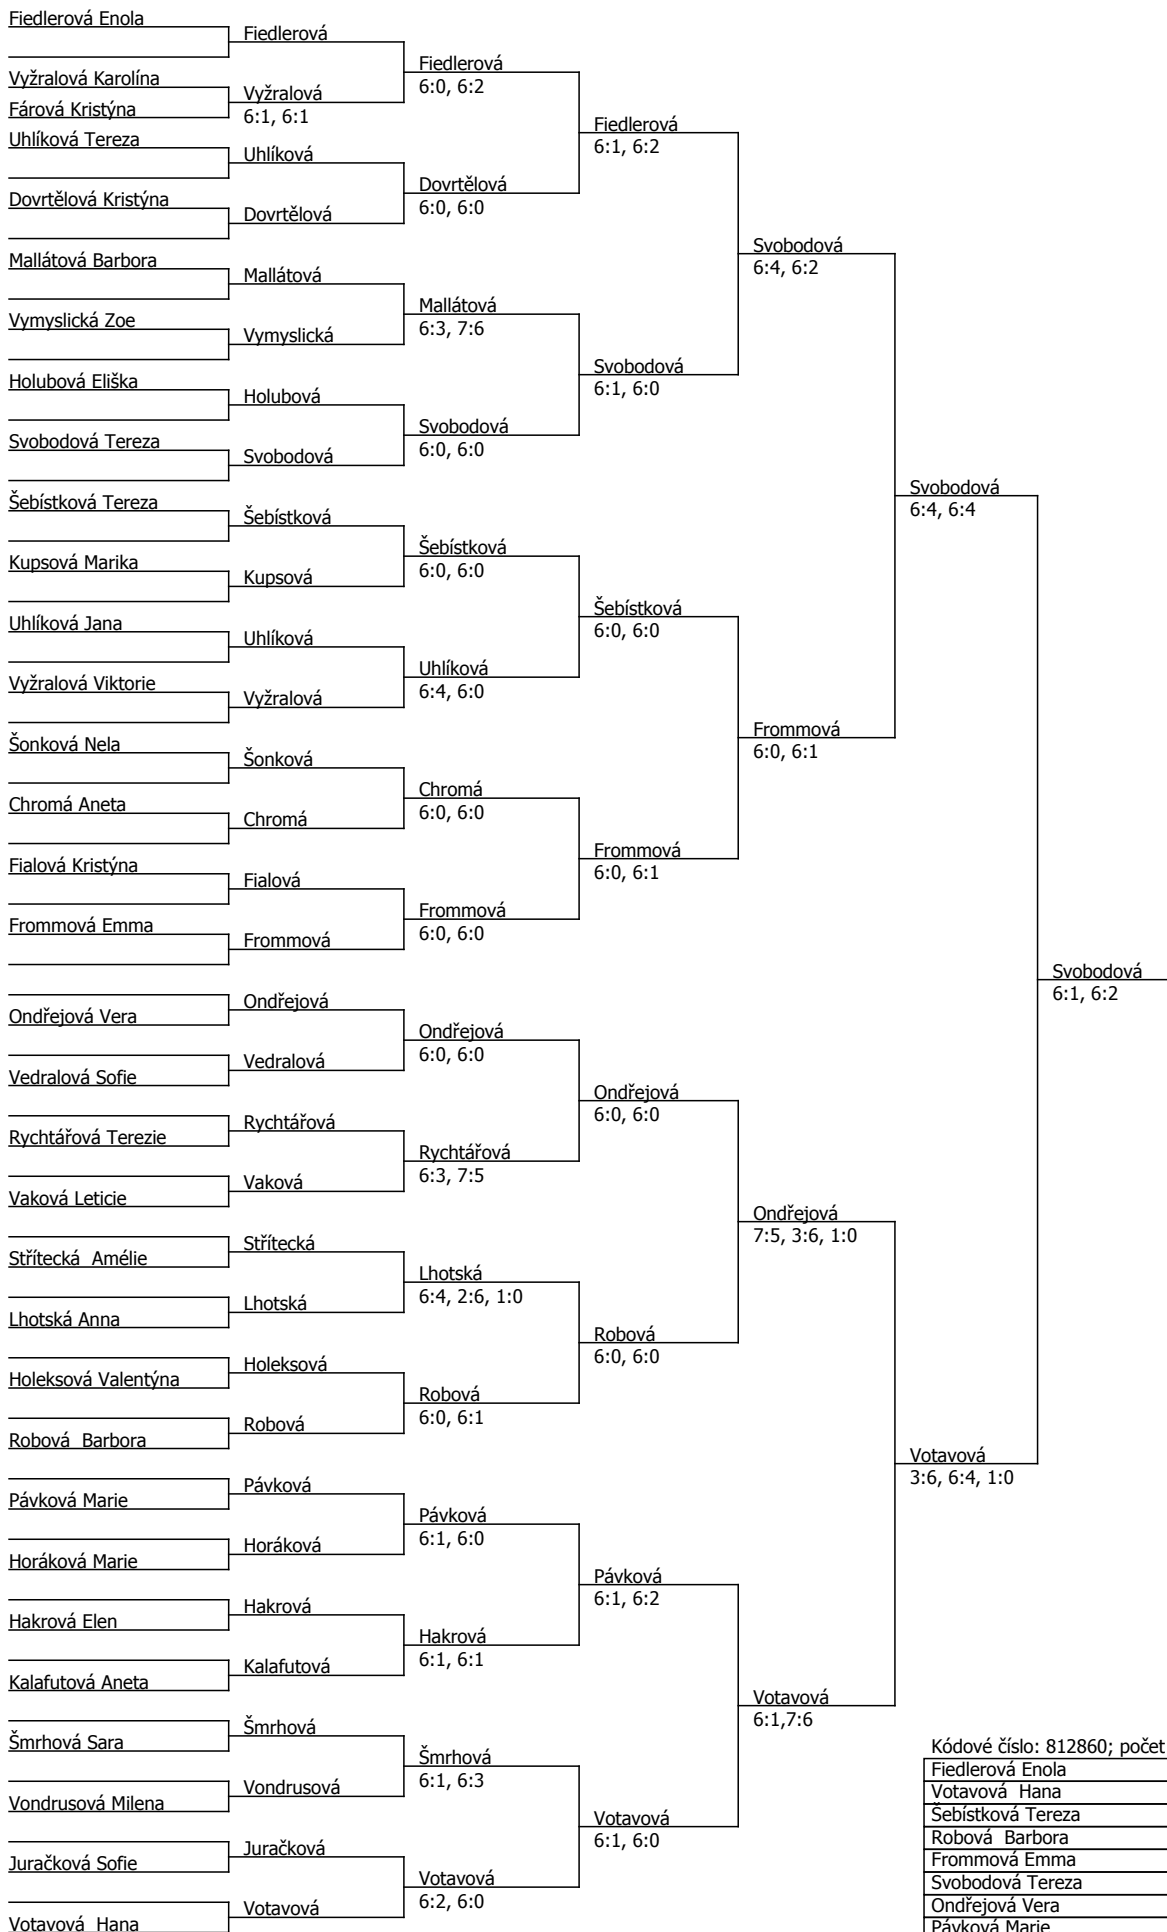 Fiedlerová Enola
Vyžralová Karolína
Fárová Kristýna
Uhlíková Tereza
Dovrtělová Kristýna
Mallátová Barbora
Vymyslická Zoe
Holubová Eliška
Svobodová Tereza
Šebístková Tereza
Kupsová Marika
Uhlíková Jana
Vyžralová Viktorie
Šonková Nela
Chromá Aneta
Fialová Kristýna
Frommová Emma
Ondřejová Vera
Vedralová Sofie
Rychtářová Terezie
Vaková Leticie
Střítecká  Amélie
Lhotská Anna
Holeksová Valentýna
Robová  Barbora
Pávková Marie
Horáková Marie
Hakrová Elen
Kalafutová Aneta
Šmrhová Sara
Vondrusová Milena
Juračková Sofie
Votavová  Hana
Fiedlerová
Vyžralová
6:1, 6:1
Uhlíková
Dovrtělová
Mallátová
Vymyslická
Holubová
Svobodová
Šebístková
Kupsová
Uhlíková
Vyžralová
Šonková
Chromá
Fialová
Frommová
Ondřejová
Vedralová
Rychtářová
Vaková
Střítecká
Lhotská
Holeksová
Robová
Pávková
Horáková
Hakrová
Kalafutová
Šmrhová
Vondrusová
Juračková
Votavová
Fiedlerová
6:0, 6:2
Dovrtělová
6:0, 6:0
Mallátová
6:3, 7:6
Svobodová
6:0, 6:0
Šebístková
6:0, 6:0
Uhlíková
6:4, 6:0
Chromá
6:0, 6:0
Frommová
6:0, 6:0
Ondřejová
6:0, 6:0
Rychtářová
6:3, 7:5
Lhotská
6:4, 2:6, 1:0
Robová
6:0, 6:1
Pávková
6:1, 6:0
Hakrová
6:1, 6:1
Šmrhová
6:1, 6:3
Votavová
6:2, 6:0
Fiedlerová
6:1, 6:2
Svobodová
6:1, 6:0
Šebístková
6:0, 6:0
Frommová
6:0, 6:1
Ondřejová
6:0, 6:0
Robová
6:0, 6:0
Pávková
6:1, 6:2
Votavová
6:1, 6:0
Svobodová
6:4, 6:2
Frommová
6:0, 6:1
Ondřejová
7:5, 3:6, 1:0
Votavová
6:1,7:6
Svobodová
6:4, 6:4
Votavová
3:6, 6:4, 1:0
Svobodová
6:1, 6:2
Kódové číslo: 812860; počet
Fiedlerová Enola
Votavová  Hana
Šebístková Tereza
Robová  Barbora
Frommová Emma
Svobodová Tereza
Ondřejová Vera
Pávková Marie